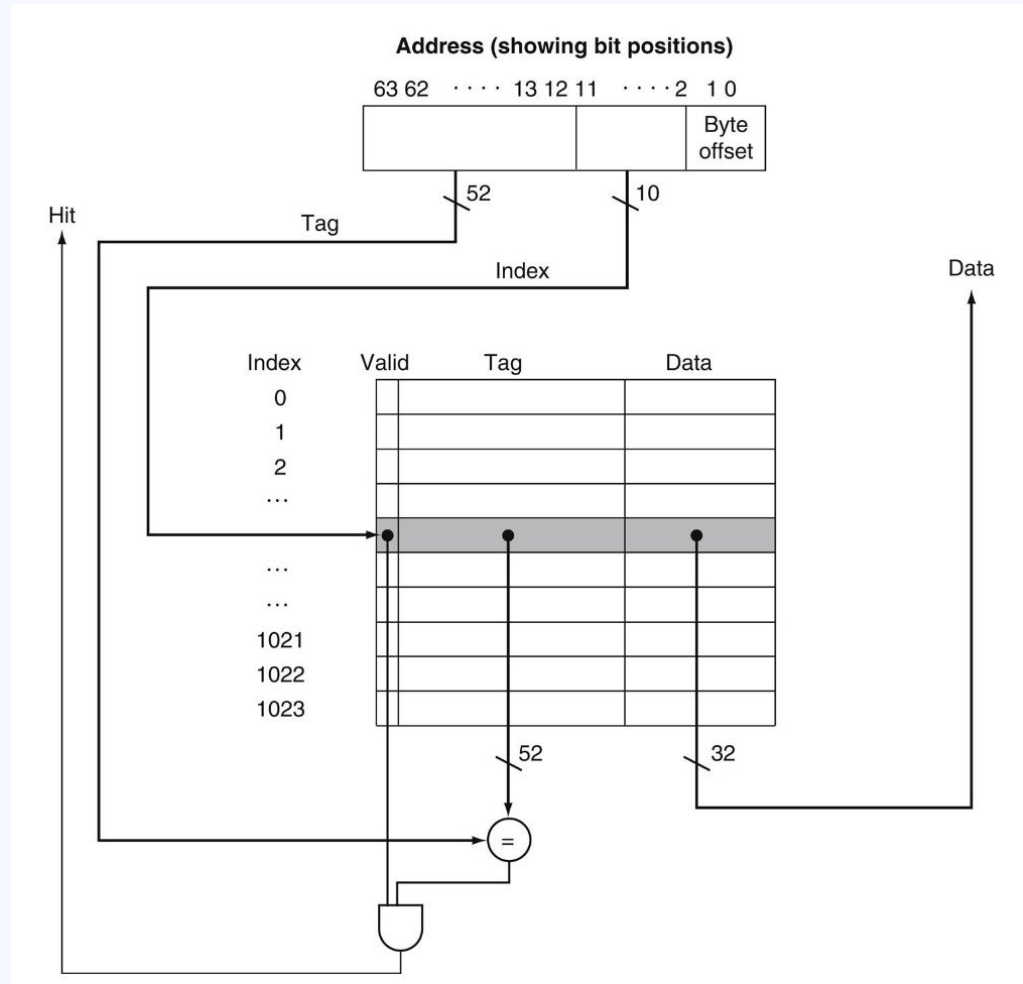 Address (showing bit positions)
63 62 ···· 13 12 11 ···· 2 1 0
Byte
offset
52
10
Hit
Tag
Index
Data
Index Valid Tag Data
0
1
2
...
...
...
1021
1022
1023
52
32
=